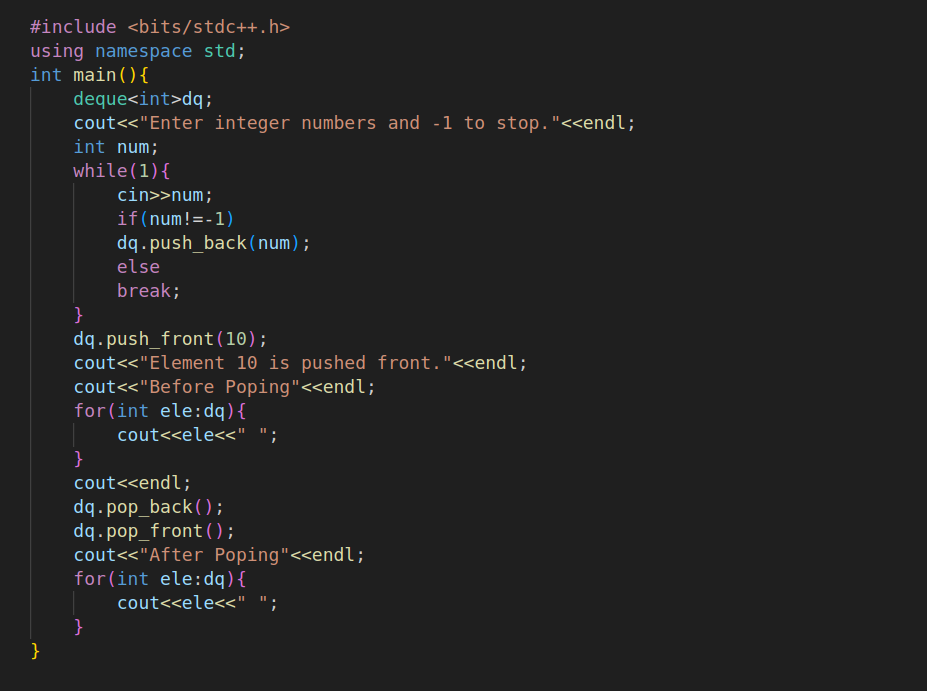 #include <bits/stdc++.h>
using namespace std;
int main(){
    deque<int>dq;
    cout<<"Enter integer numbers and -1 to stop."<<endl;
    int num;
    while(1){
        cin>>num;
        if(num!=-1)
        dq.push_back(num);
        else
        break;
    }
    dq.push_front(10);
    cout<<"Element 10 is pushed front."<<endl;
    cout<<"Before Poping"<<endl;
    for(int ele:dq){
        cout<<ele<<" ";
    }
    cout<<endl;
    dq.pop_back();
    dq.pop_front();
    cout<<"After Poping"<<endl;
    for(int ele:dq){
        cout<<ele<<" ";
    }
}